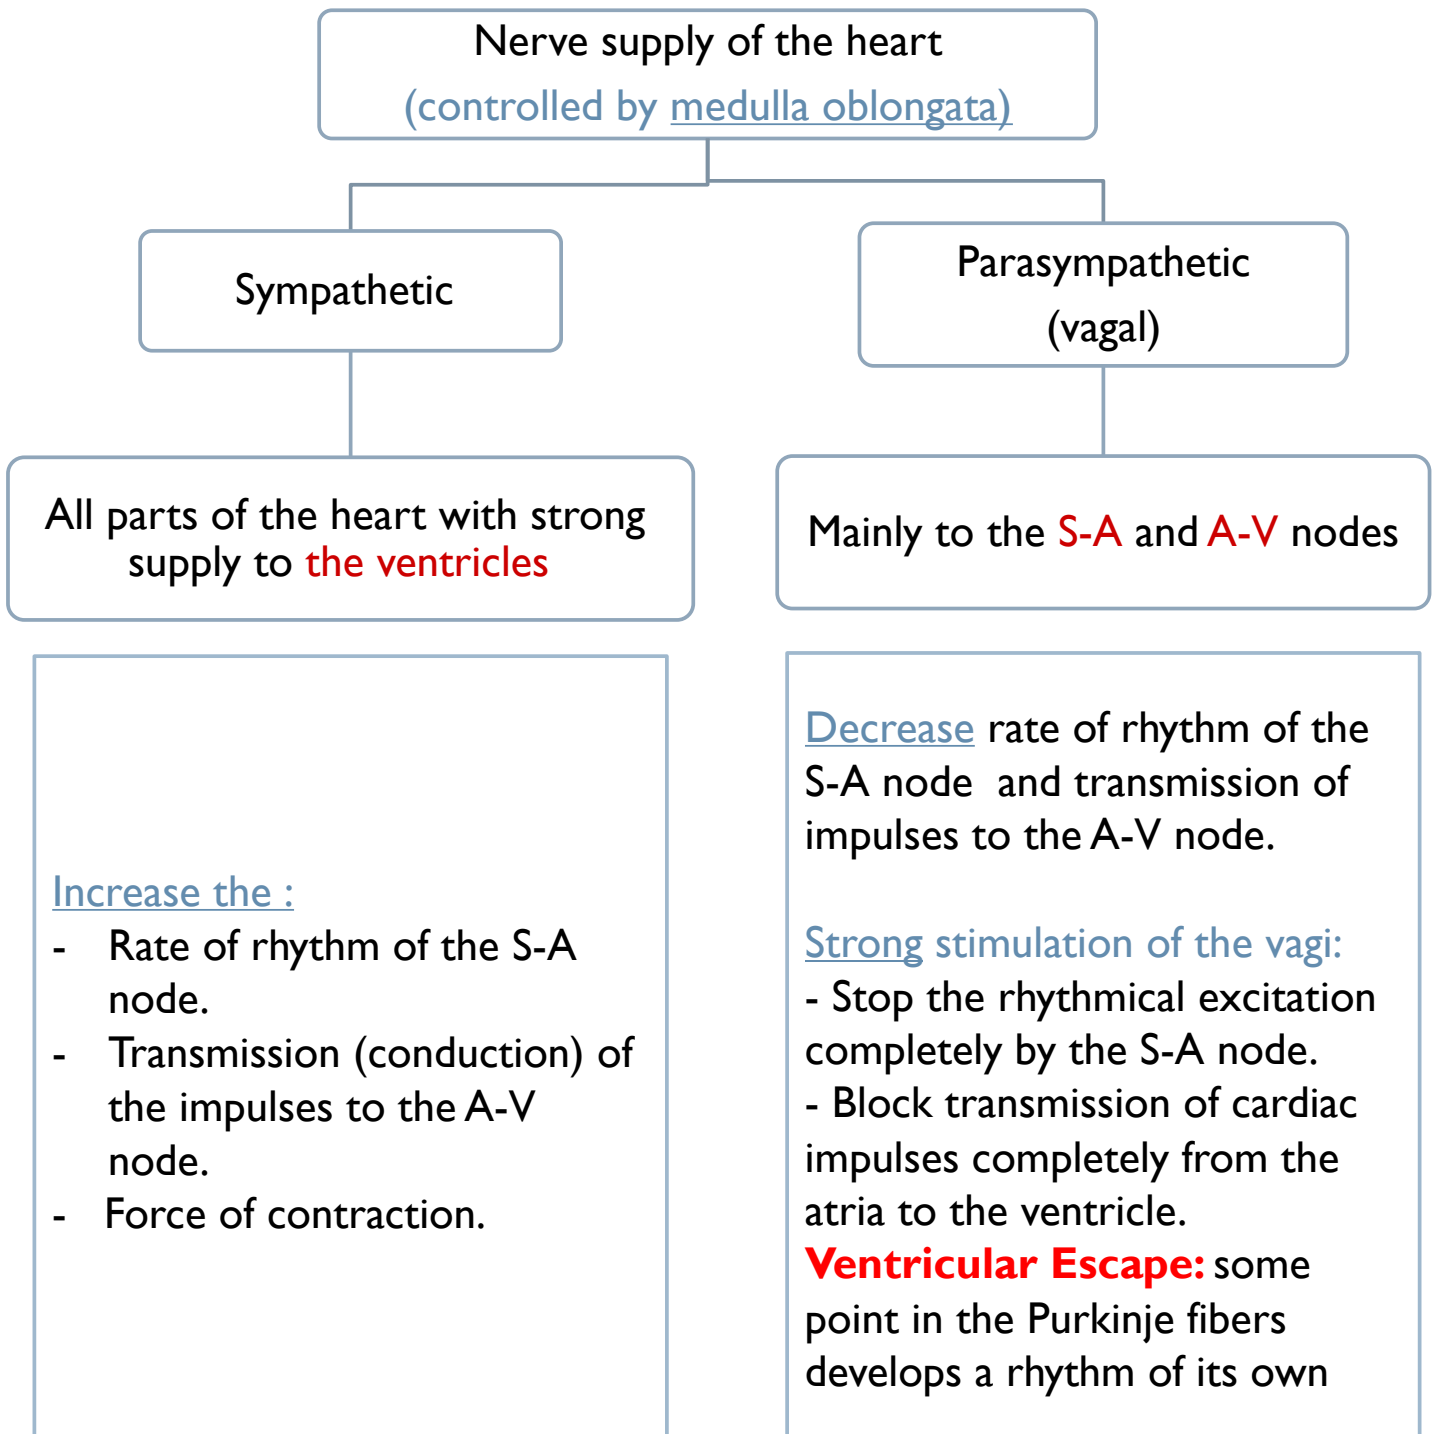 Nerve supply of the heart
(controlled by medulla oblongata)
Sympathetic
Parasympathetic
(vagal)
All parts of the heart with strong
supply to the ventricles
Mainly to the S-A and A-V nodes
Increase the :
- Rate of rhythm of the S-A
node.
- Transmission (conduction) of
the impulses to the A-V
node.
- Force of contraction.
Decrease rate of rhythm of the
S-A node and transmission of
impulses to the A-V node.
Strong stimulation of the vagi:
- Stop the rhythmical excitation
completely by the S-A node.
- Block transmission of cardiac
impulses completely from the
atria to the ventricle.
Ventricular Escape: some
point in the Purkinje fibers
develops a rhythm of its own